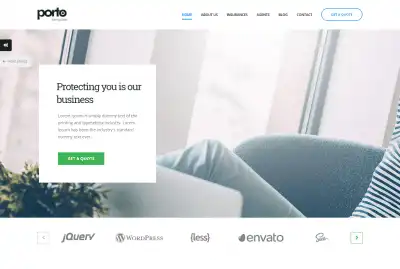 porto
HOME ABOUT US INSURANCES AGENTS BLOG CONTACT GET A QUOTE
Protecting you is our
business
Lorem ipsum is simply dummy text of the
printing and typesetting industry. Lorem
Ipsum has been the industry's standard
dummy text ever.
GET A QUOTE
jQuery WordPress {less} envato Sass